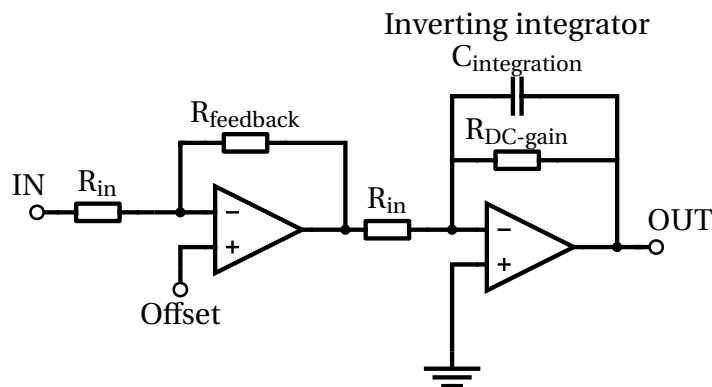 Inverting integrator
C_integration
R_feedback
R_DC-gain
IN
R_in
R_in
OUT
−
+
−
+
Offset